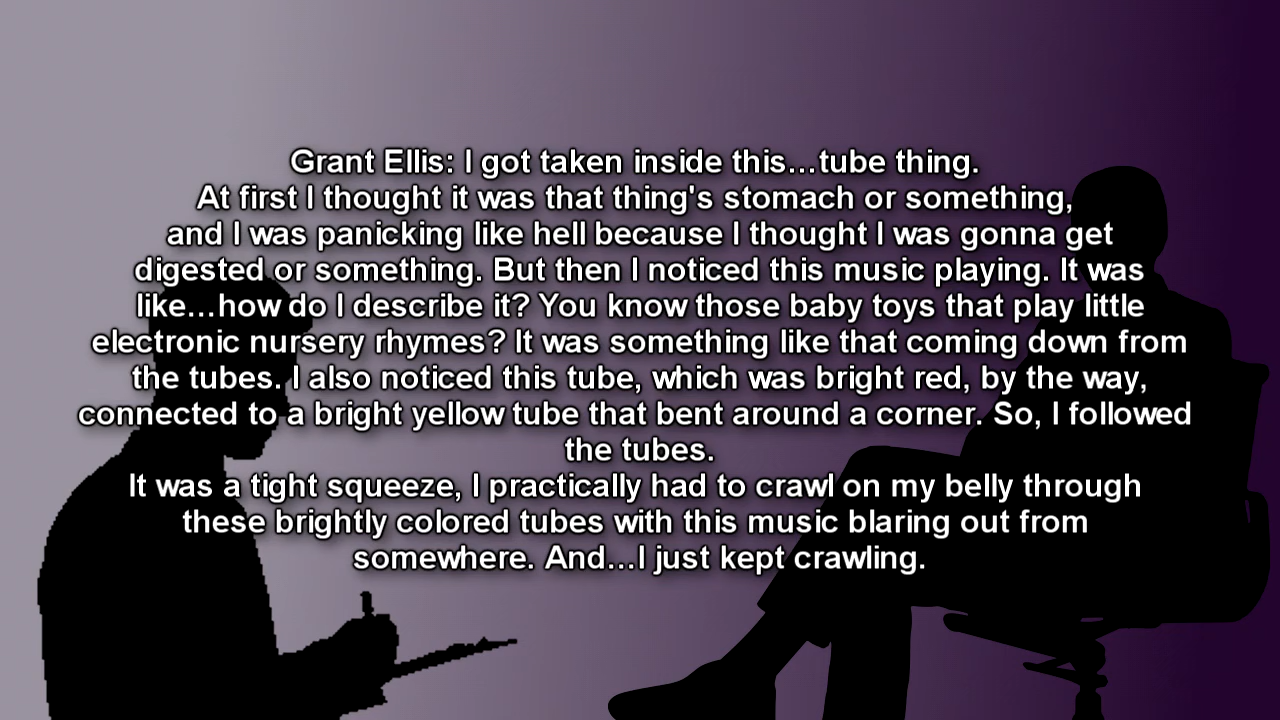 Grant Ellis: I got taken inside this...tube thing.
At first I thought it was that thing's stomach or something,
and I was panicking like hell because I thought I was gonna get
digested or something. But then I noticed this music playing. It was
like...how do I describe it? You know those baby toys that play little
electronic nursery rhymes? It was something like that coming down from
the tubes. I also noticed this tube, which was bright red, by the way,
connected to a bright yellow tube that bent around a corner. So, I followed
the tubes.
It was a tight squeeze, I practically had to crawl on my belly through
these brightly colored tubes with this music blaring out from
somewhere. And...I just kept crawling.